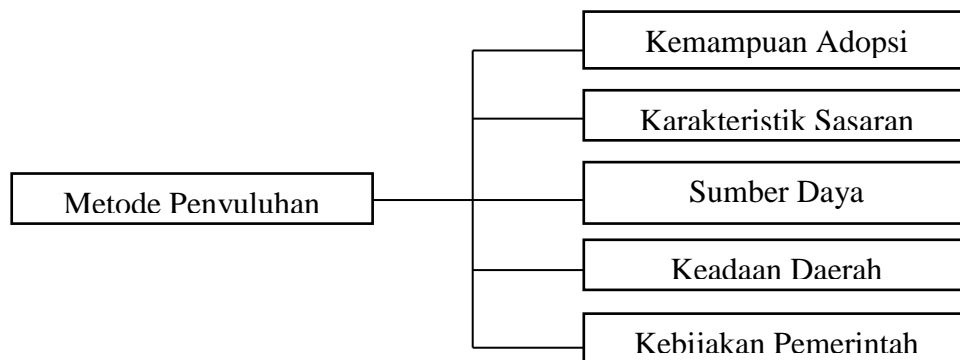 Kemampuan Adopsi
Karakteristik Sasaran
Sumber Daya
Metode Penyuluhan
Keadaan Daerah
Kebijakan Pemerintah